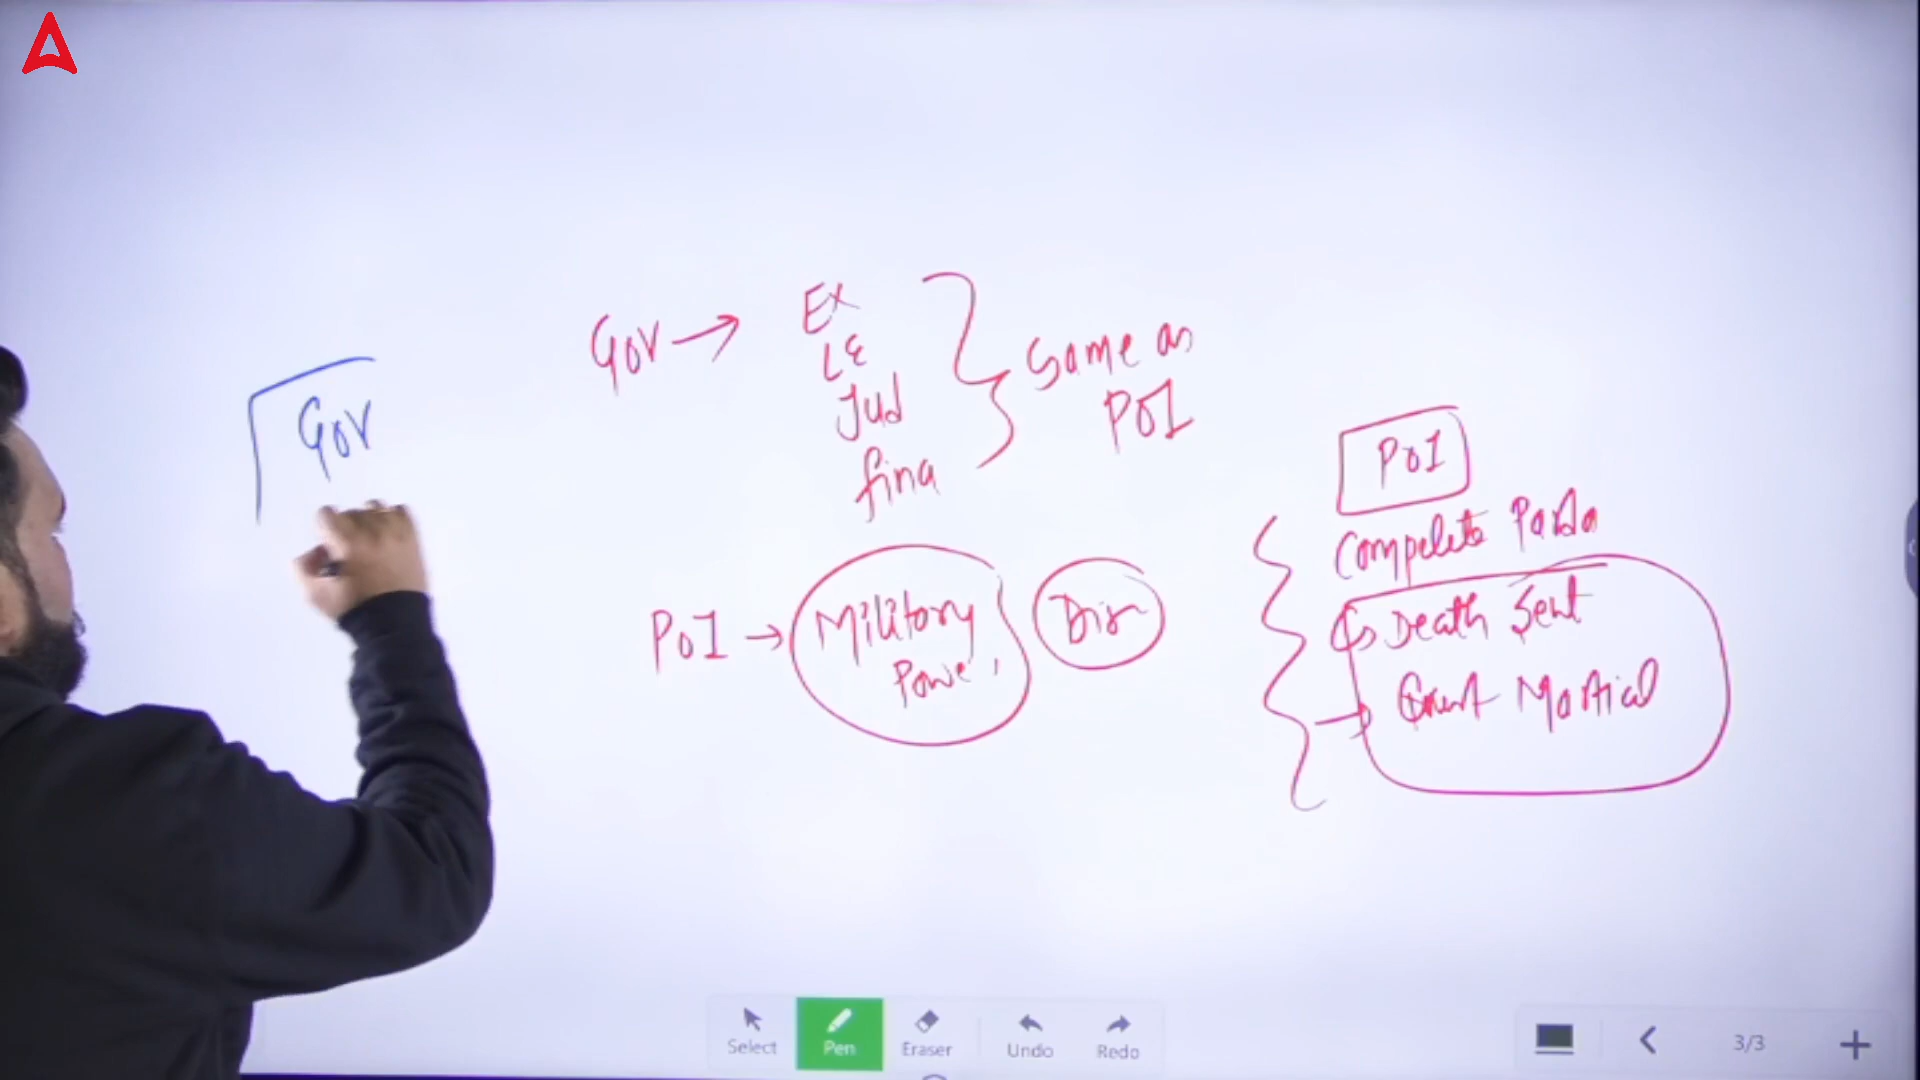 Gov
Gov → Ex
LE
Jud
fina
Same as
POI
POI → Military
Powe,
Dis
POI
Compelete Parda
Death Sent
Court Martial
Select
Pen
Eraser
Undo
Redo
3/3